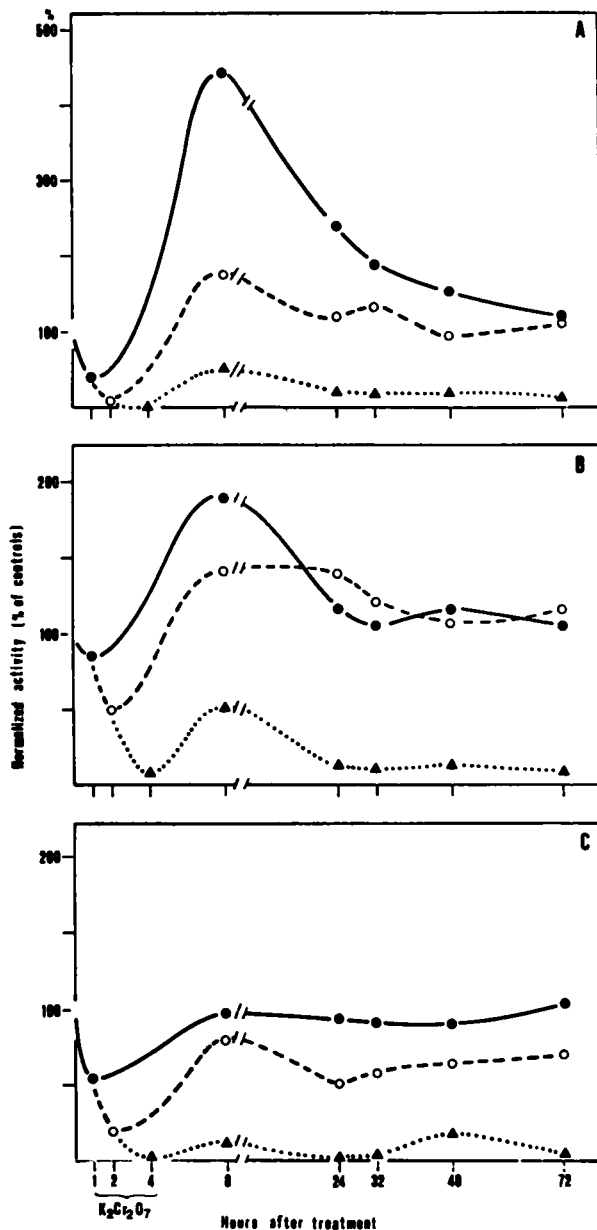 %
500
A
300
100
B
200
100
Normalized activity (% of controls)
C
200
100
1 2 4 8 24 32 48 72
K2Cr2O7
Hours after treatment